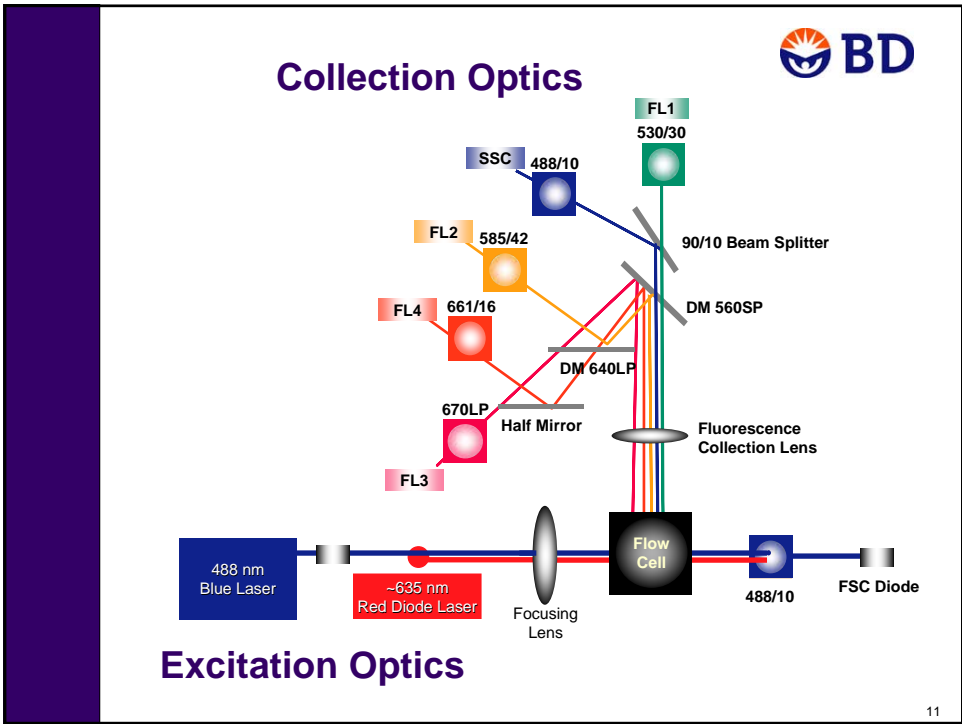 BD
Collection Optics
FL1
530/30
SSC
488/10
90/10 Beam Splitter
FL2
585/42
DM 560SP
FL4
661/16
DM 640LP
670LP
Half Mirror
Fluorescence
Collection Lens
FL3
Flow
Cell
488 nm
Blue Laser
~635 nm
Red Diode Laser
Focusing
Lens
488/10
FSC Diode
Excitation Optics
11